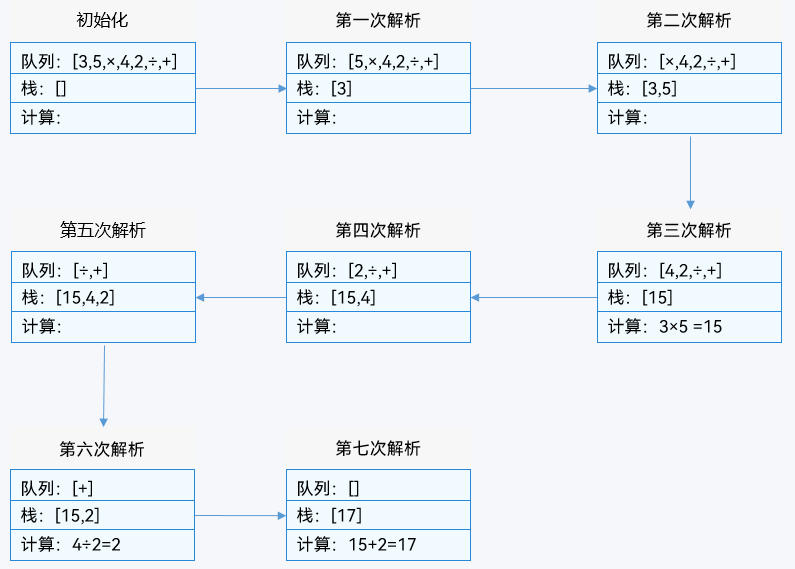 初始化
队列：[3,5,×,4,2,÷,+]
栈：[]
计算：
第一次解析
队列：[5,×,4,2,÷,+]
栈：[3]
计算：
第二次解析
队列：[×,4,2,÷,+]
栈：[3,5]
计算：
第三次解析
队列：[4,2,÷,+]
栈：[15]
计算：3×5 =15
第四次解析
队列：[2,÷,+]
栈：[15,4]
计算：
第五次解析
队列：[÷,+]
栈：[15,4,2]
计算：
第六次解析
队列：[+]
栈：[15,2]
计算：4÷2=2
第七次解析
队列：[]
栈：[17]
计算：15+2=17